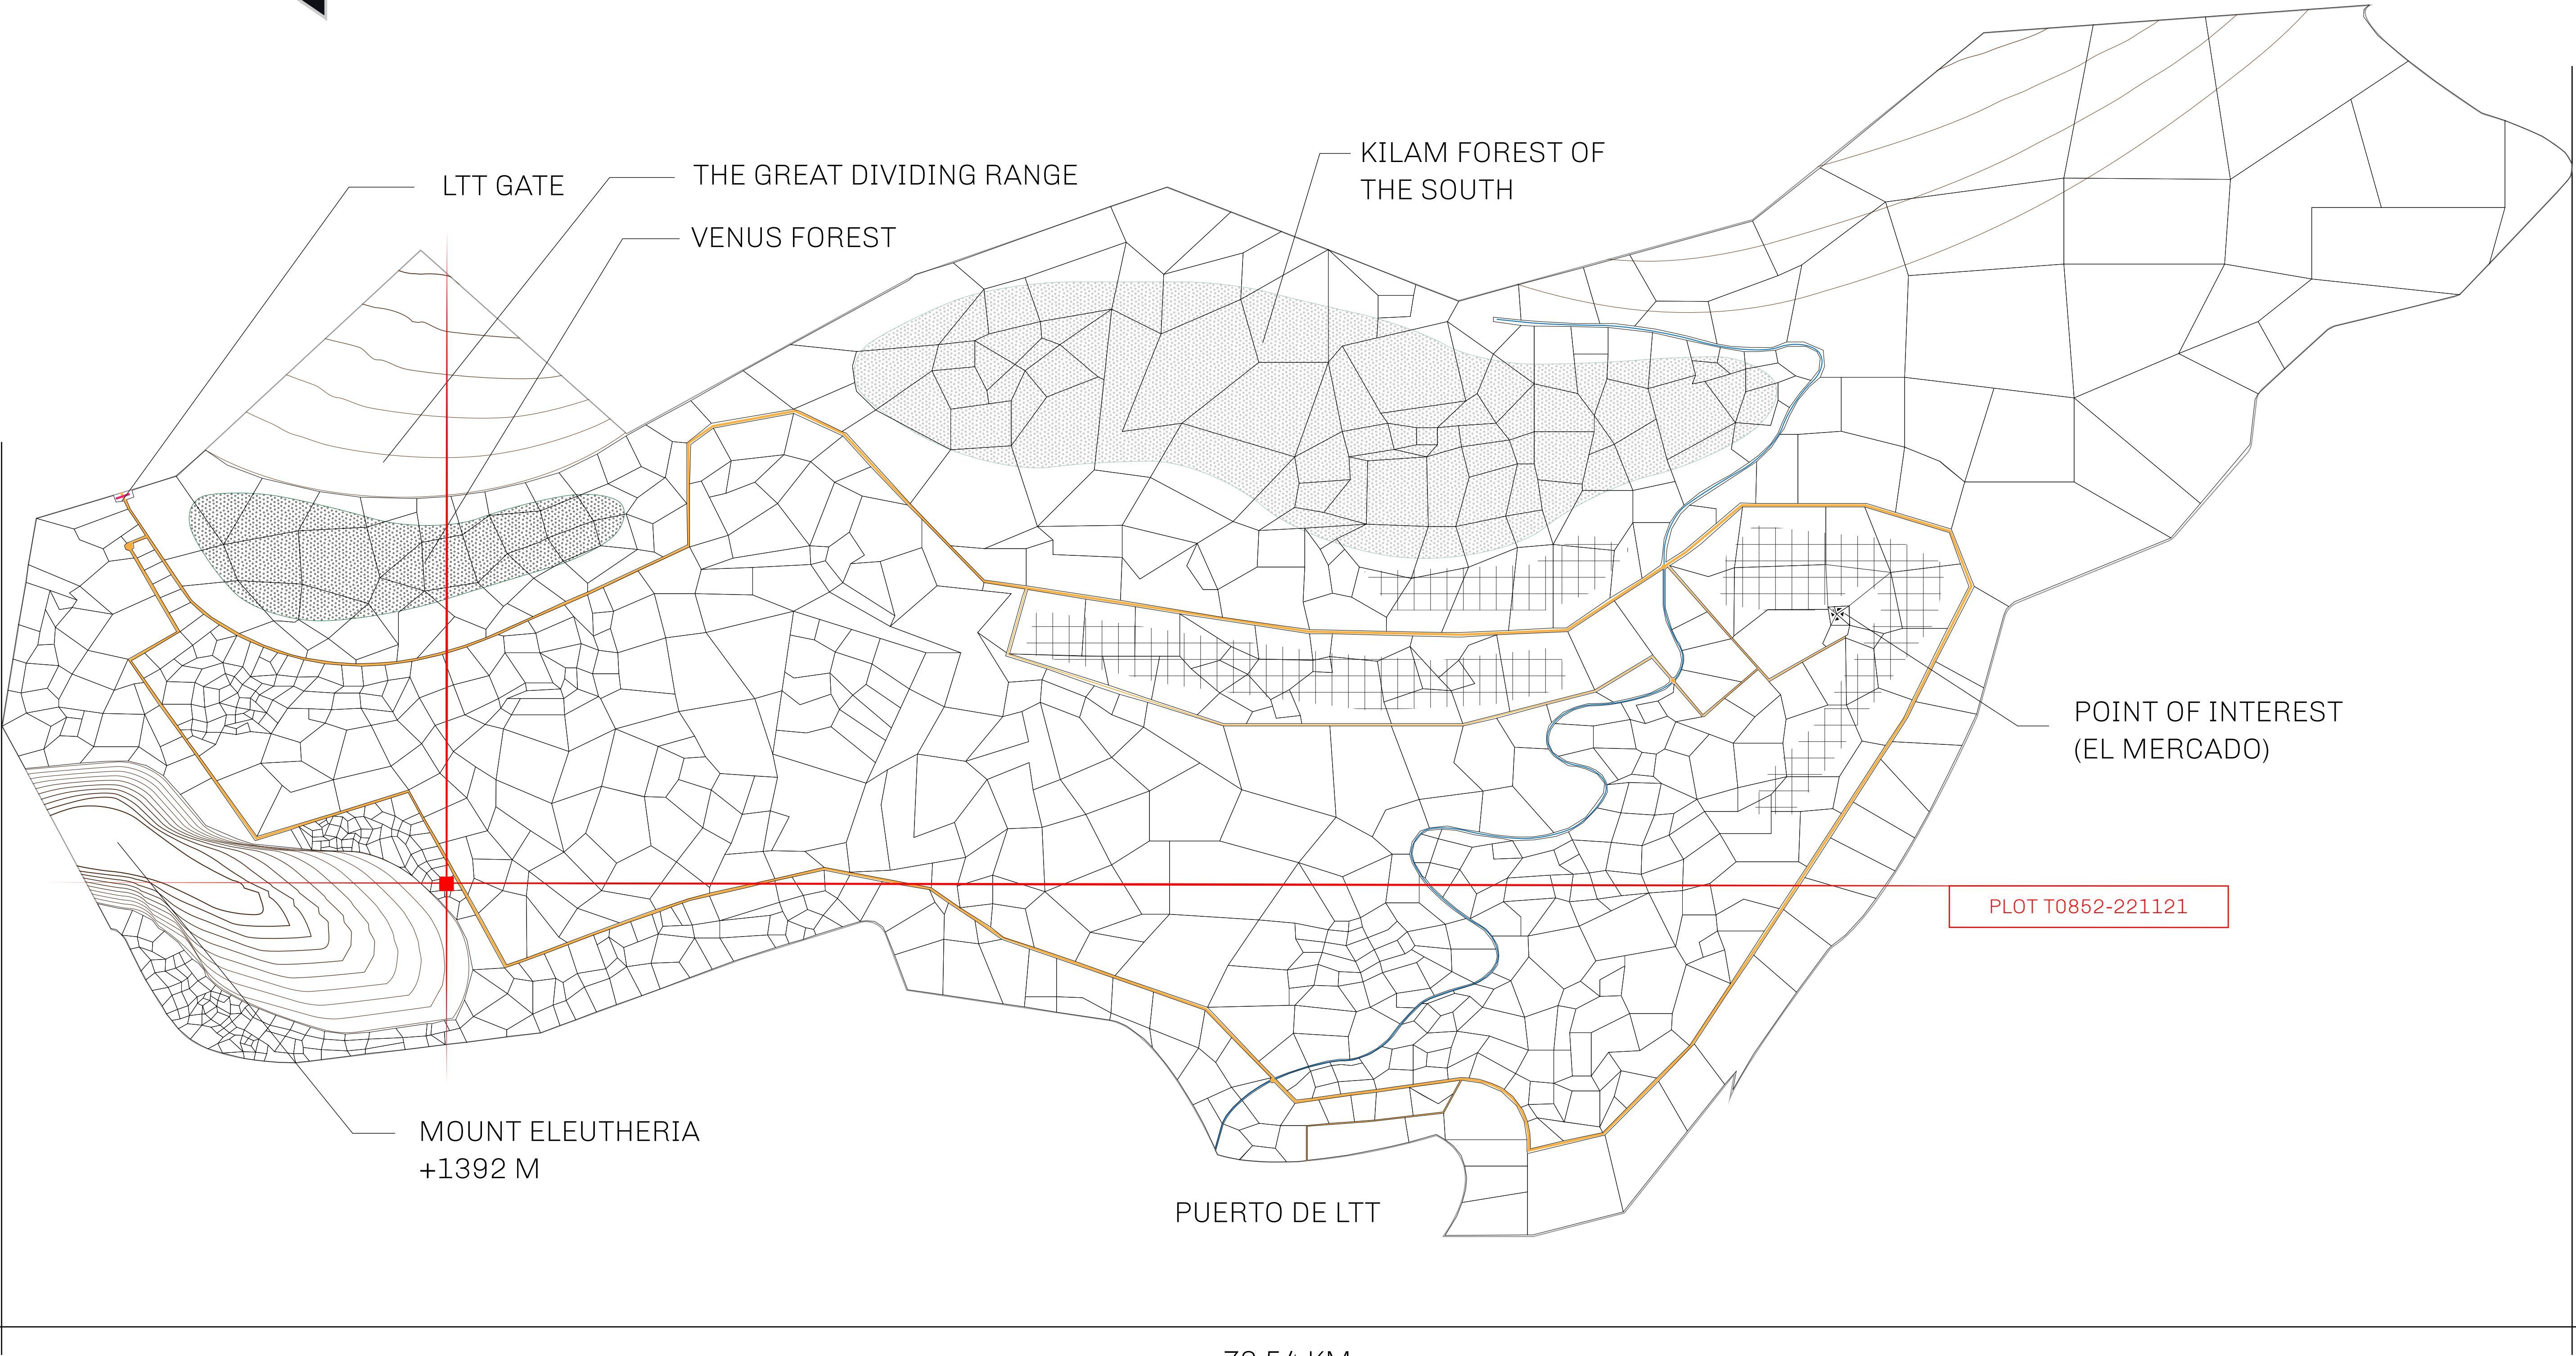 KILAM FOREST OF
THE SOUTH
THE GREAT DIVIDING RANGE
LTT GATE
VENUS FOREST
POINT OF INTEREST
(EL MERCADO)
PLOT T0852-221121
MOUNT ELEUTHERIA
+1392 M
PUERTO DE LTT
KM